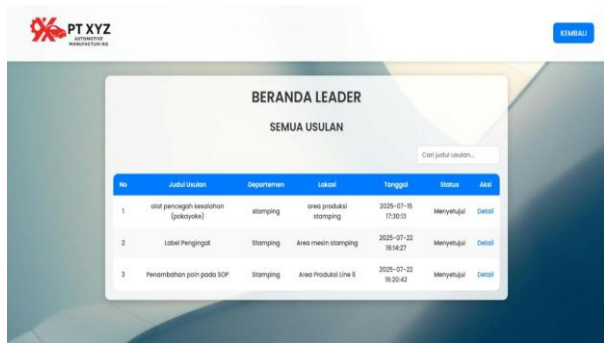 PT XYZ
AUTOMOTIVE
MANUFACTURING
KEMBALI
BERANDA LEADER
SEMUA USULAN
Cari judul usulan...
No Judul Usulan Departemen Lokasi Tanggal Status Aksi
1 alat pencegah kesalahan (pokayoke) stamping area produksi stamping 2025-07-15 17:30:13 Menyetujui Detail
2 Label Pengingat Stamping Area mesin stamping 2025-07-22 16:14:27 Menyetujui Detail
3 Penambahan poin pada SOP Stamping Area Produksi Line 6 2025-07-22 16:20:42 Menyetujui Detail